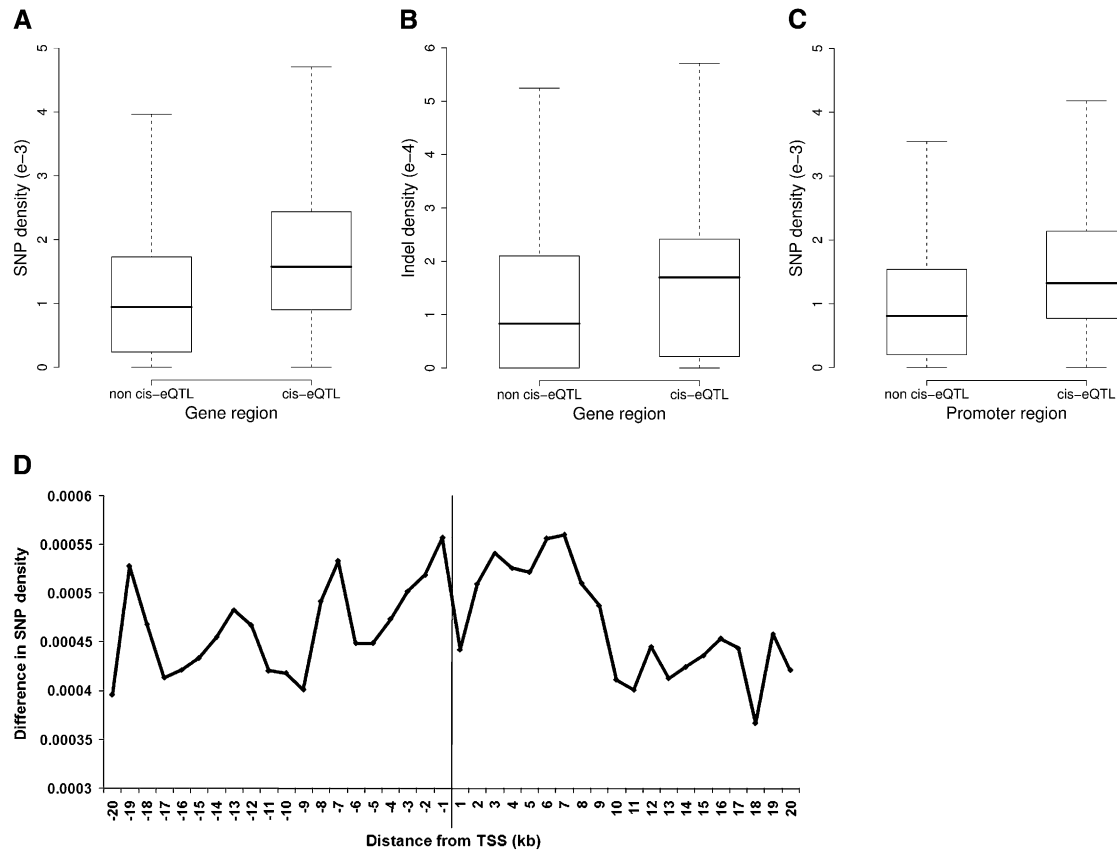 A
SNP density (e−3)
5
4
3
2
1
0
non cis−eQTL
cis−eQTL
Gene region
B
Indel density (e−4)
6
5
4
3
2
1
0
non cis−eQTL
cis−eQTL
Gene region
C
SNP density (e−3)
5
4
3
2
1
0
non cis−eQTL
cis−eQTL
Promoter region
D
Difference in SNP density
0.0006
0.00055
0.0005
0.00045
0.0004
0.00035
0.0003
-20 -19 -18 -17 -16 -15 -14 -13 -12 -11 -10 -9 -8 -7 -6 -5 -4 -3 -2 -1 1 2 3 4 5 6 7 8 9 10 11 12 13 14 15 16 17 18 19 20
Distance from TSS (kb)